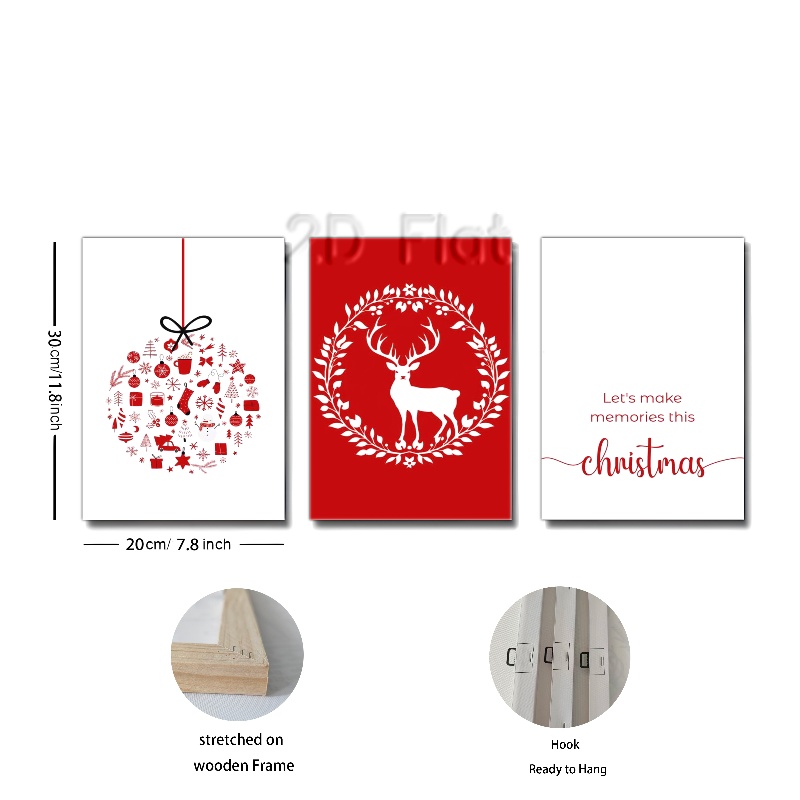 2D Flat
30cm/11.8inch
Let's make
memories this
christmas
20cm/ 7.8 inch
stretched on
wooden Frame
Hook
Ready to Hang